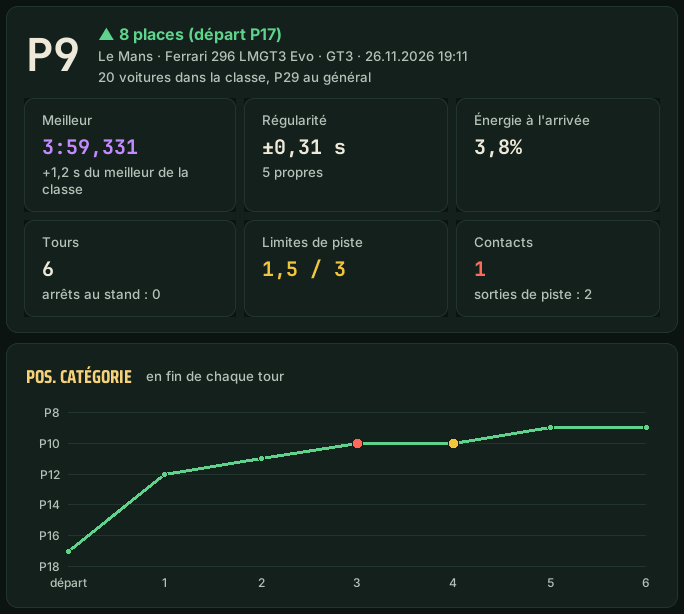 P9
▲ 8 places (départ P17)
Le Mans · Ferrari 296 LMGT3 Evo · GT3 · 26.11.2026 19:11
20 voitures dans la classe, P29 au général
Meilleur
3:59,331
+1,2 s du meilleur de la
classe
Régularité
±0,31 s
5 propres
Énergie à l'arrivée
3,8%
Tours
6
arrêts au stand : 0
Limites de piste
1,5 / 3
Contacts
1
sorties de piste : 2
POS. CATÉGORIE en fin de chaque tour
P8
P10
P12
P14
P16
P18
départ 1 2 3 4 5 6